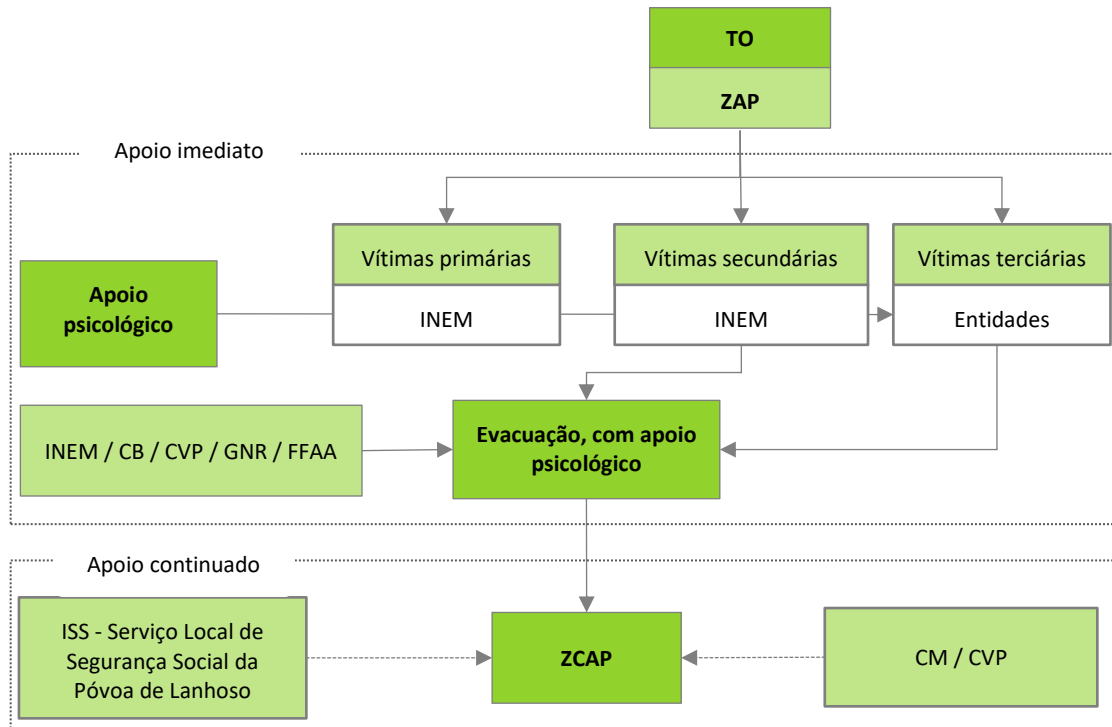 TO
ZAP
Apoio imediato
Vítimas primárias
Vítimas secundárias
Vítimas terciárias
Apoio
psicológico
INEM
INEM
Entidades
INEM / CB / CVP / GNR / FFAA
Evacuação, com apoio
psicológico
Apoio continuado
ISS - Serviço Local de
Segurança Social da
Póvoa de Lanhoso
ZCAP
CM / CVP